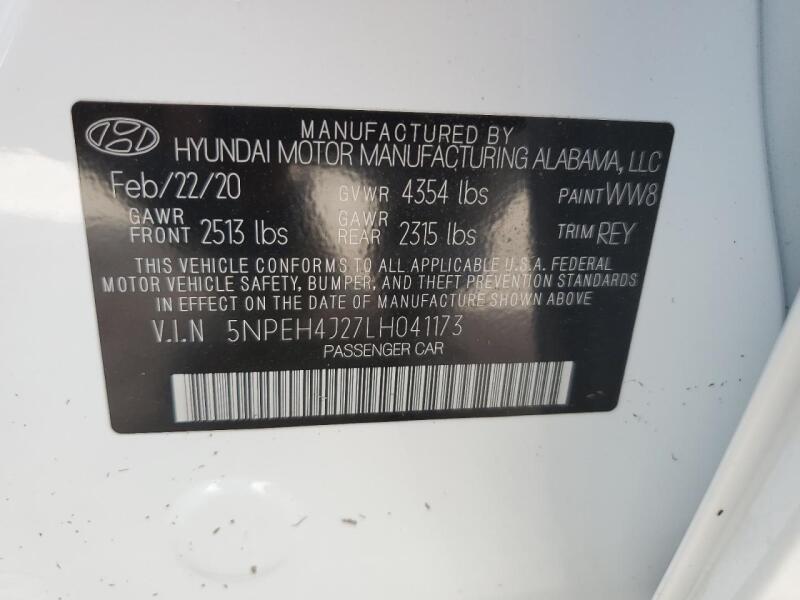 MANUFACTURED BY
HYUNDAI MOTOR MANUFACTURING ALABAMA, LLC
Feb/22/20 GVWR 4354 lbs PAINT WW8
GAWR FRONT 2513 lbs GAWR REAR 2315 lbs TRIM REY
THIS VEHICLE CONFORMS TO ALL APPLICABLE U.S.A. FEDERAL
MOTOR VEHICLE SAFETY, BUMPER, AND THEFT PREVENTION STANDARDS
IN EFFECT ON THE DATE OF MANUFACTURE SHOWN ABOVE.
V.I.N 5NPEH4J27LH041173
PASSENGER CAR